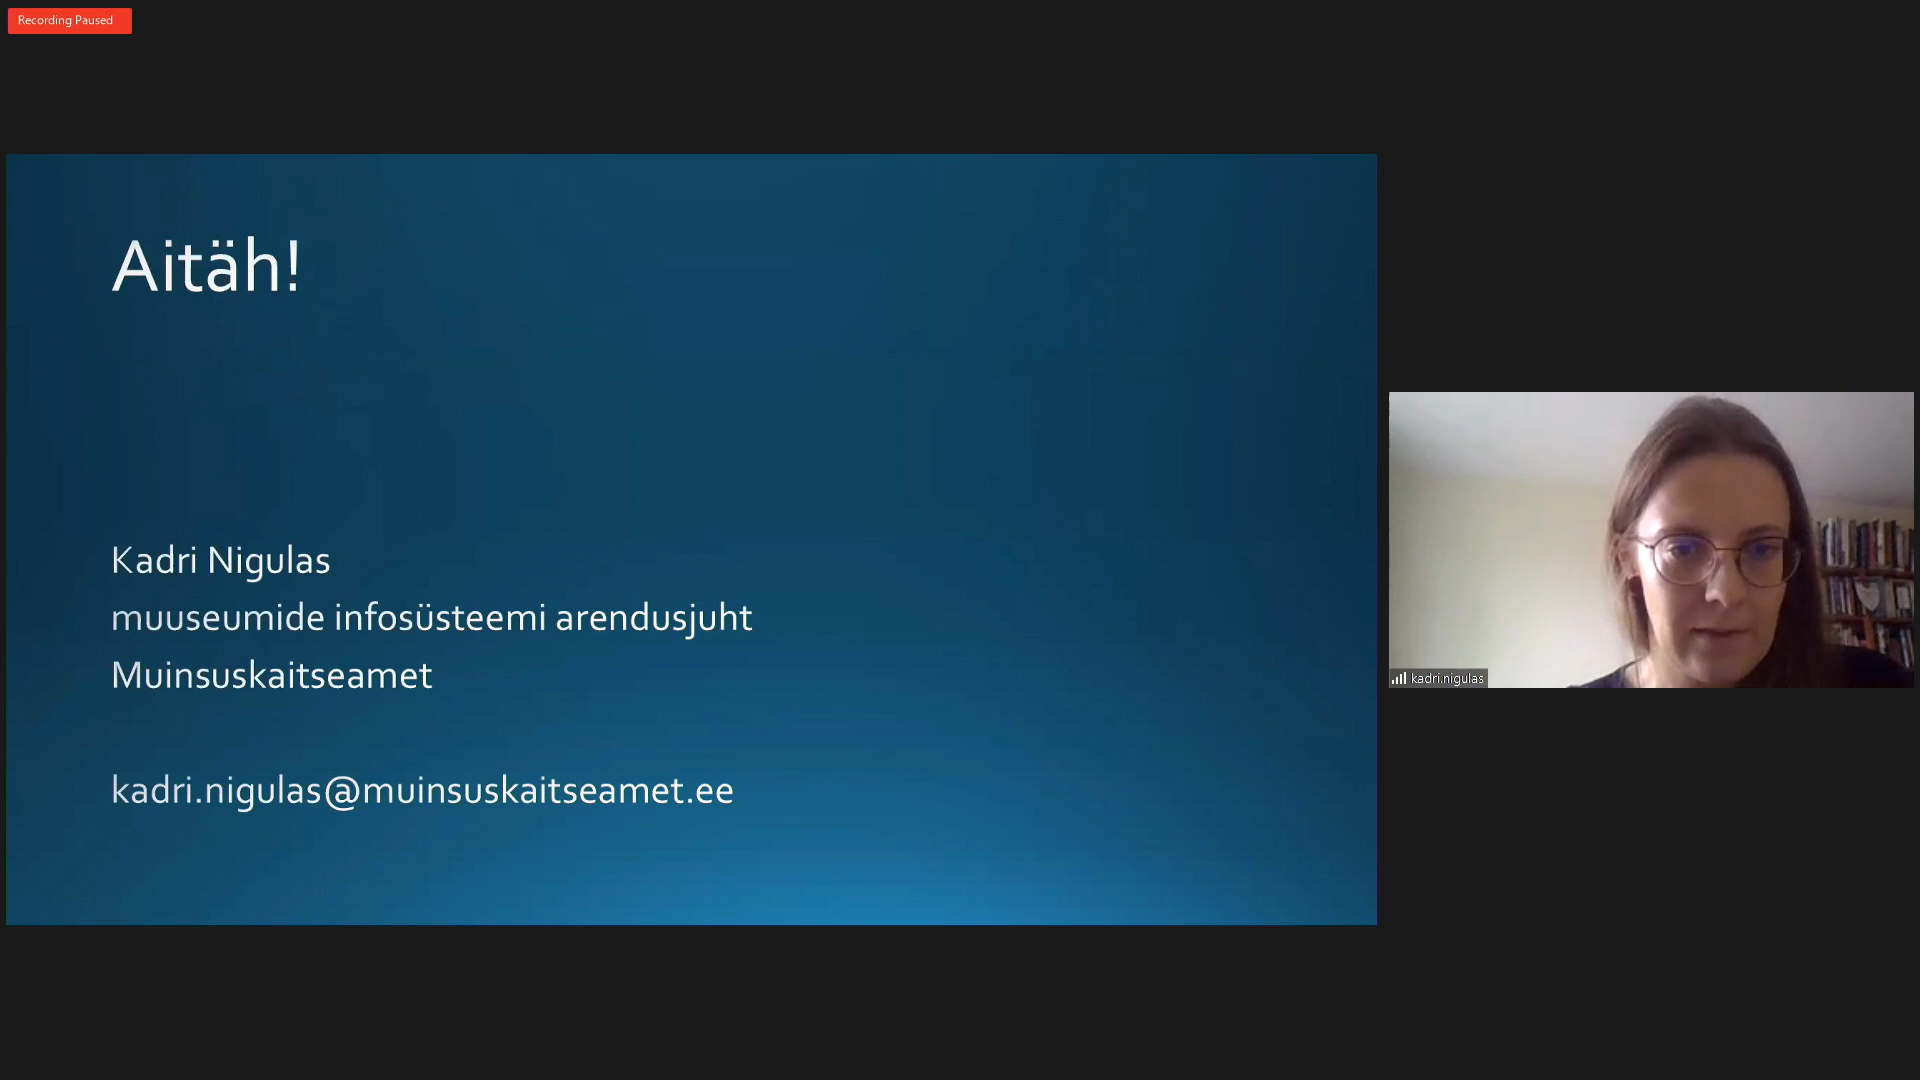 Recording Paused
Aitäh!
Kadri Nigulas
muuseumide infosüsteemi arendusjuht
Muinsuskaitseamet
kadri.nigulas@muinsuskaitseamet.ee
kadri.nigulas